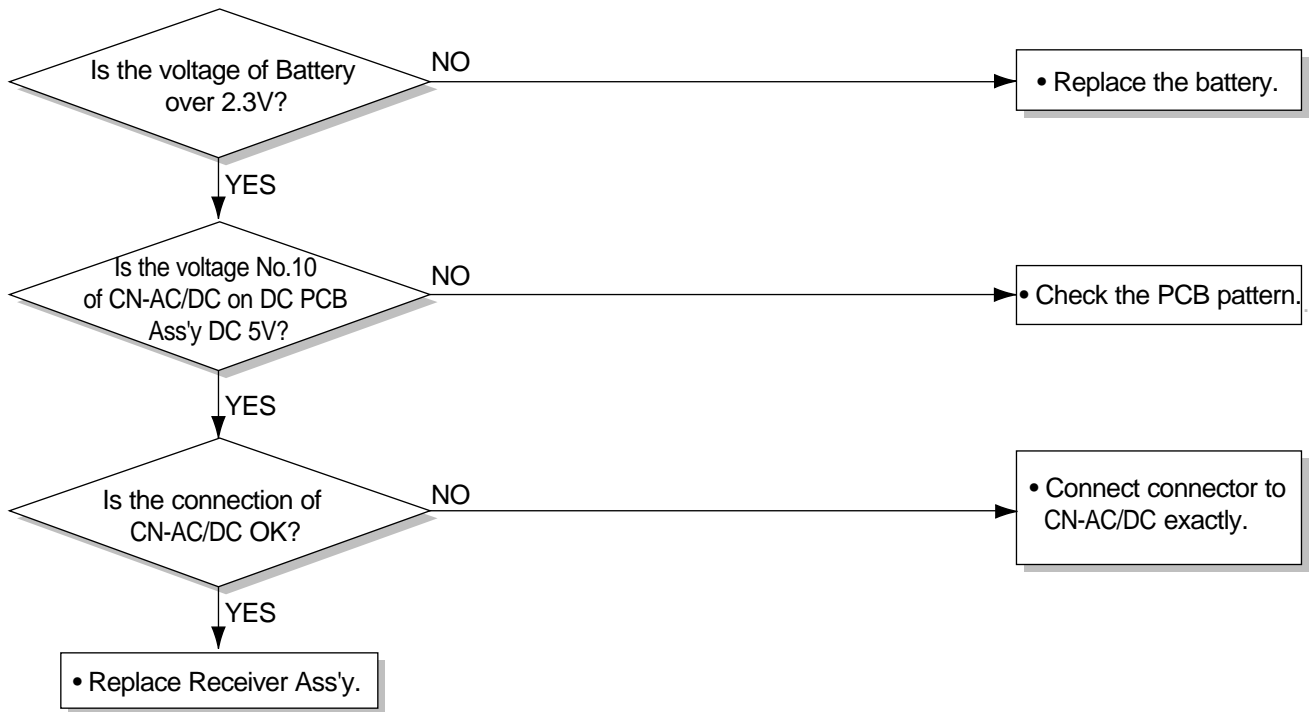 Is the voltage of Battery
over 2.3V?
NO
• Replace the battery.
YES
Is the voltage No.10
of CN-AC/DC on DC PCB
Ass'y DC 5V?
NO
• Check the PCB pattern.
YES
Is the connection of
CN-AC/DC OK?
NO
• Connect connector to
CN-AC/DC exactly.
YES
• Replace Receiver Ass'y.